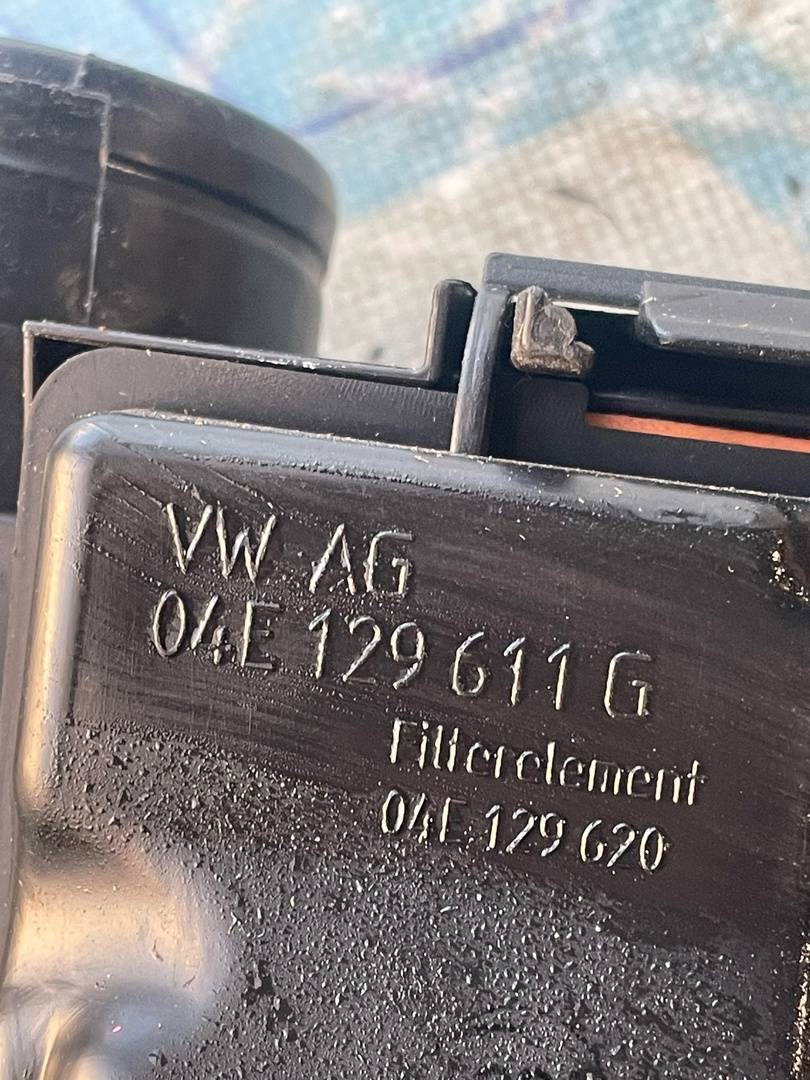 VW AG
04E 129 611 G
Filterelement
04E 129 620